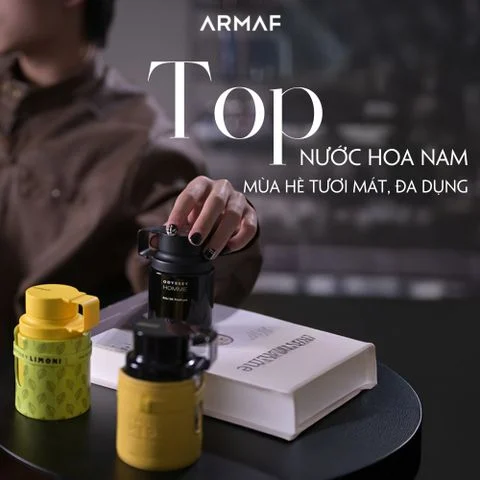 ARMAF
Top
NƯỚC HOA NAM
MÙA HÈ TƯƠI MÁT, ĐA DỤNG
ODYSSEY
HOMME
LIMONI